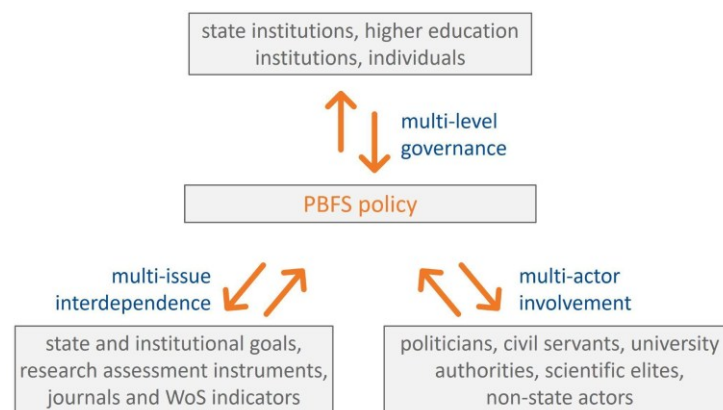 state institutions, higher education
institutions, individuals
multi-level
governance
PBFS policy
multi-issue
interdependence
multi-actor
involvement
state and institutional goals,
research assessment instruments,
journals and WoS indicators
politicians, civil servants, university
authorities, scientific elites,
non-state actors